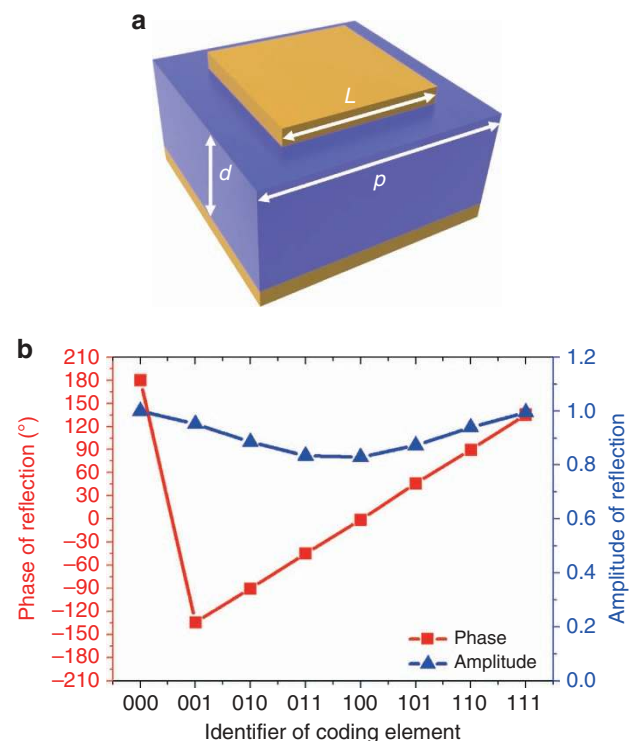 a
L
d
p
b
Phase of reflection (°)
210
180
150
120
90
60
30
0
−30
−60
−90
−120
−150
−180
−210
1.2
1.0
0.8
0.6
0.4
0.2
0.0
Amplitude of reflection
Phase
Amplitude
000 001 010 011 100 101 110 111
Identifier of coding element